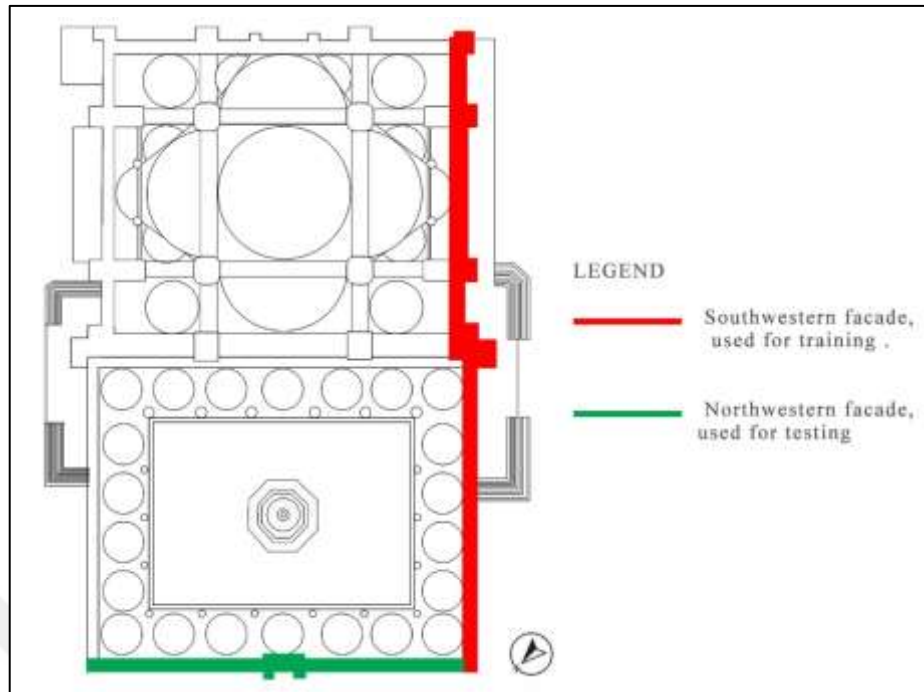 LEGEND
Southwestern facade,
used for training .
Northwestern facade,
used for testing